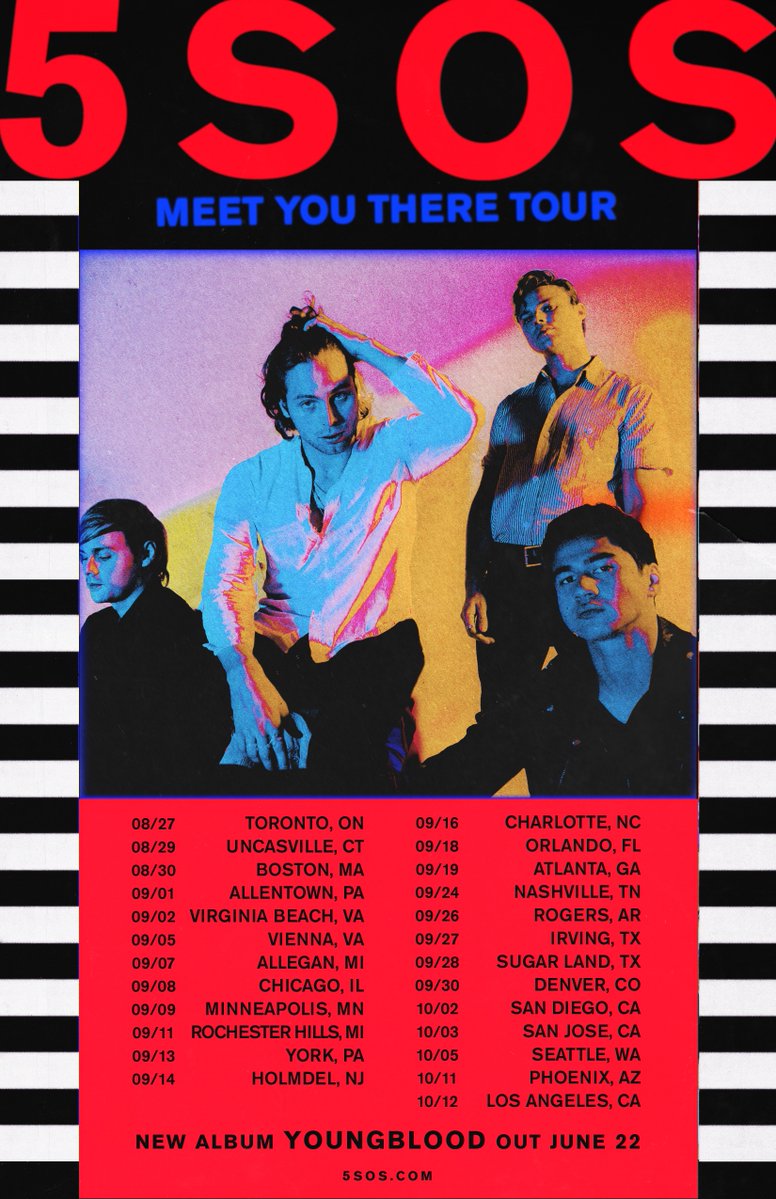 5SOS
MEET YOU THERE TOUR
08/27 TORONTO, ON
08/29 UNCASVILLE, CT
08/30 BOSTON, MA
09/01 ALLENTOWN, PA
09/02 VIRGINIA BEACH, VA
09/05 VIENNA, VA
09/07 ALLEGAN, MI
09/08 CHICAGO, IL
09/09 MINNEAPOLIS, MN
09/11 ROCHESTER HILLS, MI
09/13 YORK, PA
09/14 HOLMDEL, NJ
09/16 CHARLOTTE, NC
09/18 ORLANDO, FL
09/19 ATLANTA, GA
09/24 NASHVILLE, TN
09/26 ROGERS, AR
09/27 IRVING, TX
09/28 SUGAR LAND, TX
09/30 DENVER, CO
10/02 SAN DIEGO, CA
10/03 SAN JOSE, CA
10/05 SEATTLE, WA
10/11 PHOENIX, AZ
10/12 LOS ANGELES, CA
NEW ALBUM YOUNGBLOOD OUT JUNE 22
5SOS.COM